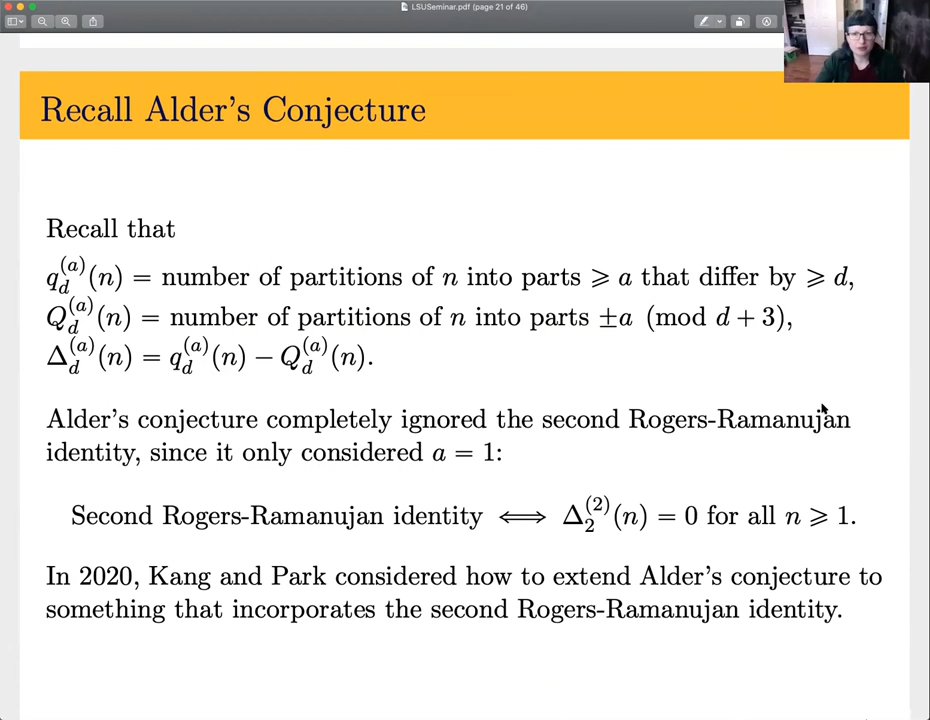 LSUSeminar.pdf (page 21 of 46)
Recall Alder's Conjecture
Recall that
q_d^{(a)}(n) = number of partitions of n into parts ⩾ a that differ by ⩾ d,
Q_d^{(a)}(n) = number of partitions of n into parts ±a (mod d + 3),
Δ_d^{(a)}(n) = q_d^{(a)}(n) − Q_d^{(a)}(n).
Alder's conjecture completely ignored the second Rogers-Ramanujan
identity, since it only considered a = 1:
Second Rogers-Ramanujan identity ⟺ Δ_2^{(2)}(n) = 0 for all n ⩾ 1.
In 2020, Kang and Park considered how to extend Alder's conjecture to
something that incorporates the second Rogers-Ramanujan identity.